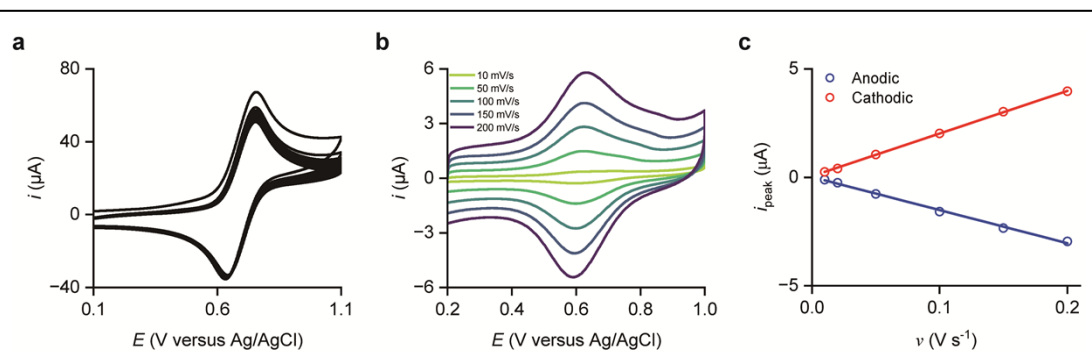 a
80
40
0
−40
i (µA)
0.1
0.6
1.1
E (V versus Ag/AgCl)
b
6
3
0
−3
−6
i (µA)
10 mV/s
50 mV/s
100 mV/s
150 mV/s
200 mV/s
0.2
0.4
0.6
0.8
1.0
E (V versus Ag/AgCl)
c
5
0
−5
i peak (µA)
Anodic
Cathodic
0.0
0.1
0.2
v (V s-1)